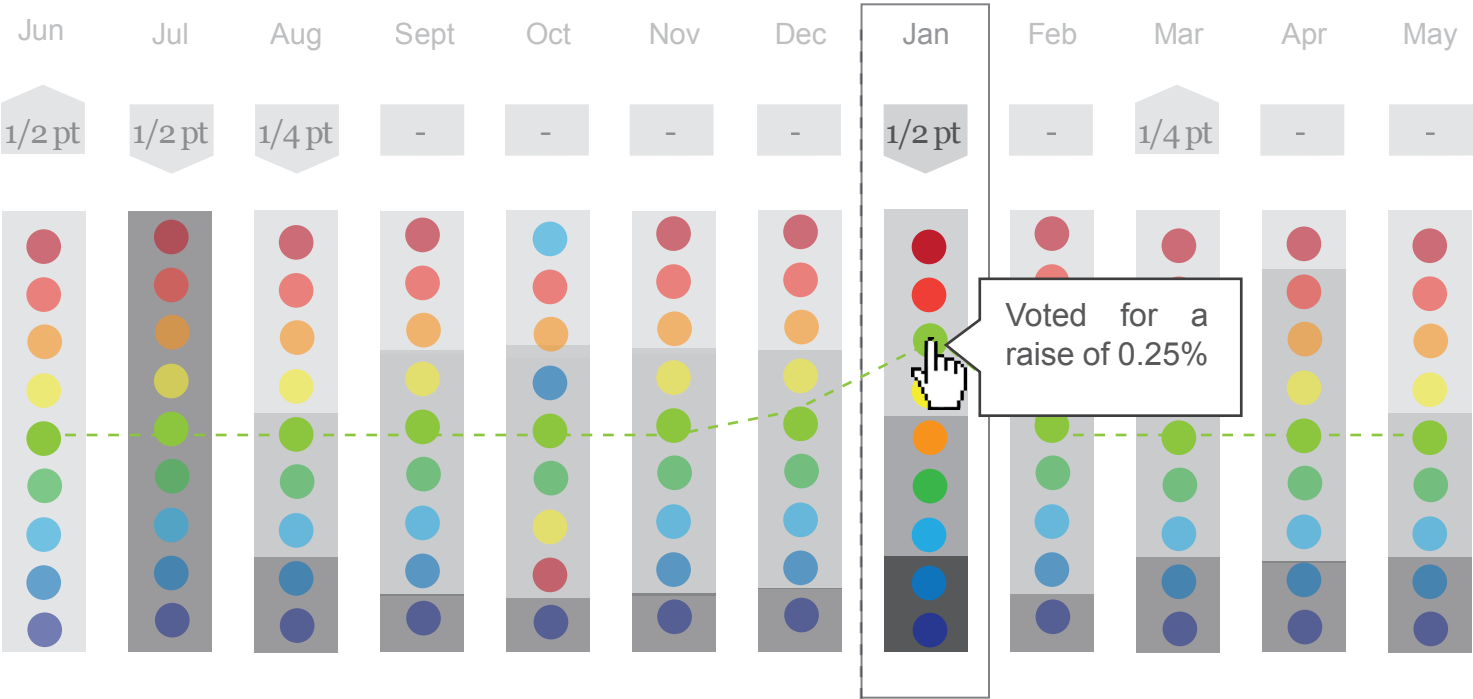 Jun Jul Aug Sept Oct Nov Dec Jan Feb Mar Apr May
1/2 pt 1/2 pt 1/4 pt - - - - 1/2 pt - 1/4 pt - -
Voted for a
raise of 0.25%